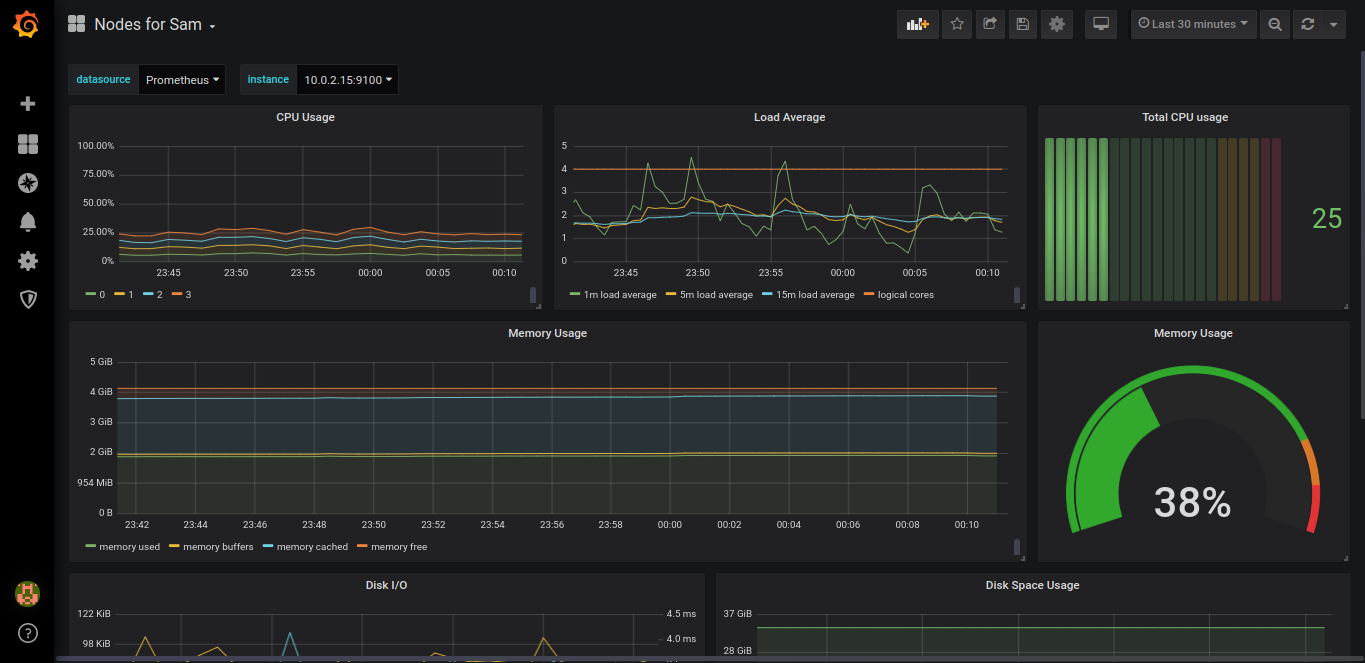 Nodes for Sam
Last 30 minutes
datasource Prometheus instance 10.0.2.15:9100
CPU Usage
100.00%
75.00%
50.00%
25.00%
0%
23:45 23:50 23:55 00:00 00:05 00:10
0 1 2 3
Load Average
5
4
3
2
1
0
23:45 23:50 23:55 00:00 00:05 00:10
1m load average 5m load average 15m load average logical cores
Total CPU usage
25
Memory Usage
5 GiB
4 GiB
3 GiB
2 GiB
954 MiB
0 B
23:42 23:44 23:46 23:48 23:50 23:52 23:54 23:56 23:58 00:00 00:02 00:04 00:06 00:08 00:10
memory used memory buffers memory cached memory free
Memory Usage
38%
Disk I/O
122 KiB
98 KiB
4.5 ms
4.0 ms
Disk Space Usage
37 GiB
28 GiB